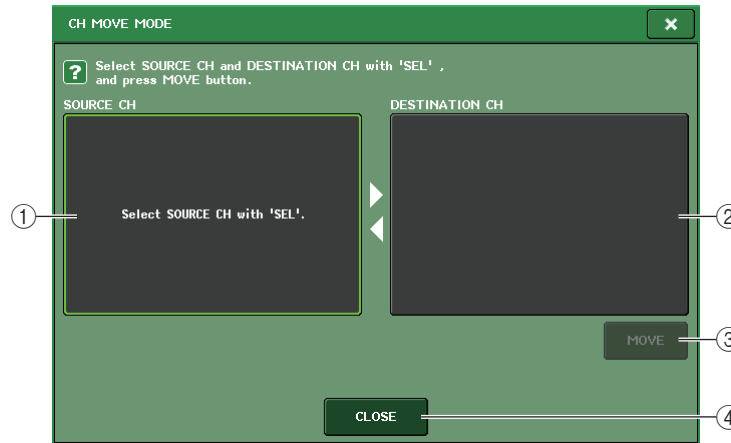 CH MOVE MODE
Select SOURCE CH and DESTINATION CH with 'SEL' ,
and press MOVE button.
SOURCE CH
DESTINATION CH
Select SOURCE CH with 'SEL'.
1
2
MOVE
3
CLOSE
4